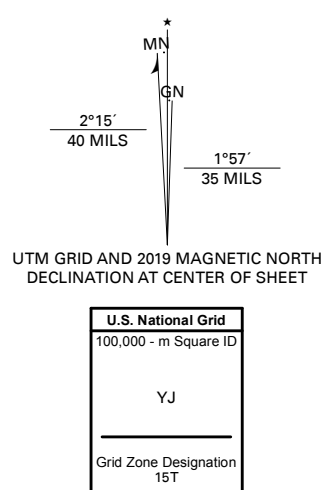 ★
MN
GN
2°15´
40 MILS
1°57´
35 MILS
UTM GRID AND 2019 MAGNETIC NORTH
DECLINATION AT CENTER OF SHEET
U.S. National Grid
100,000 - m Square ID
YJ
Grid Zone Designation
15T